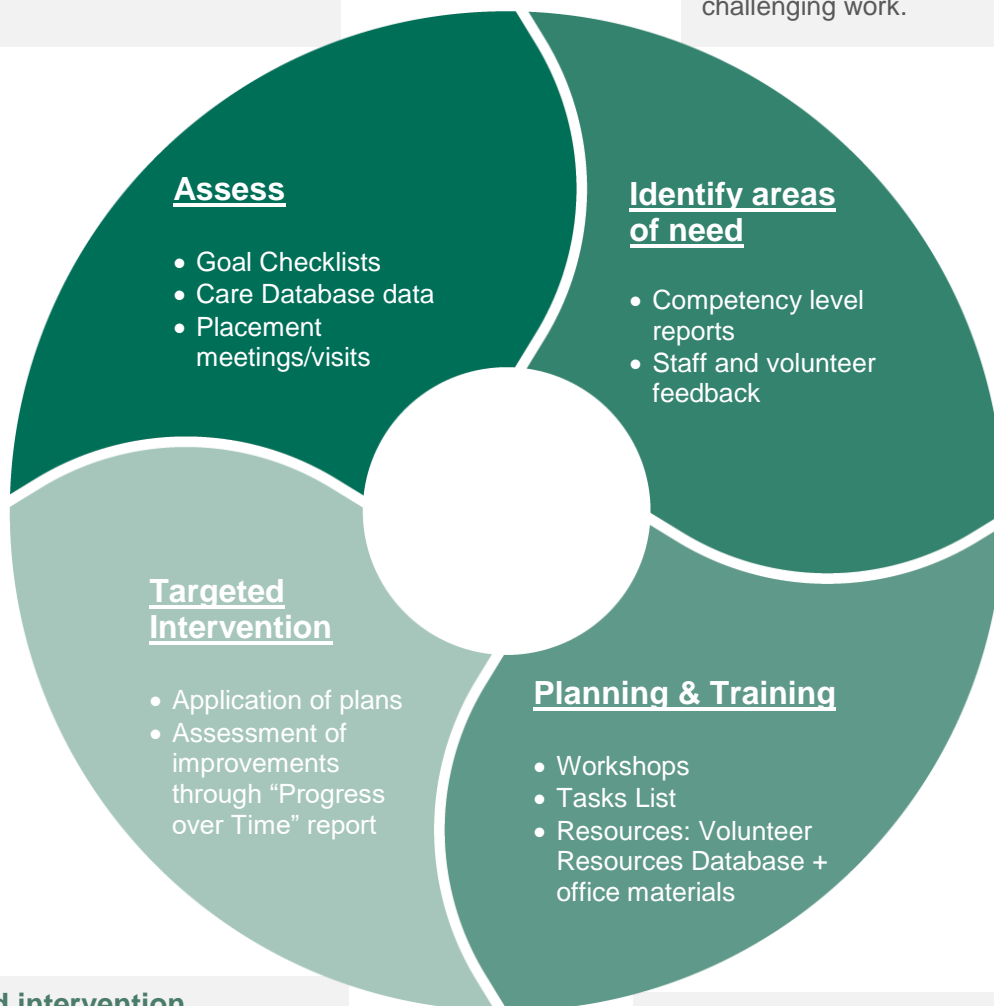 challenging work.
Assess
• Goal Checklists
• Care Database data
• Placement
meetings/visits
Identify areas
of need
• Competency level
reports
• Staff and volunteer
feedback
Targeted
Intervention
• Application of plans
• Assessment of
improvements
through “Progress
over Time” report
Planning & Training
• Workshops
• Tasks List
• Resources: Volunteer
Resources Database +
office materials
intervention